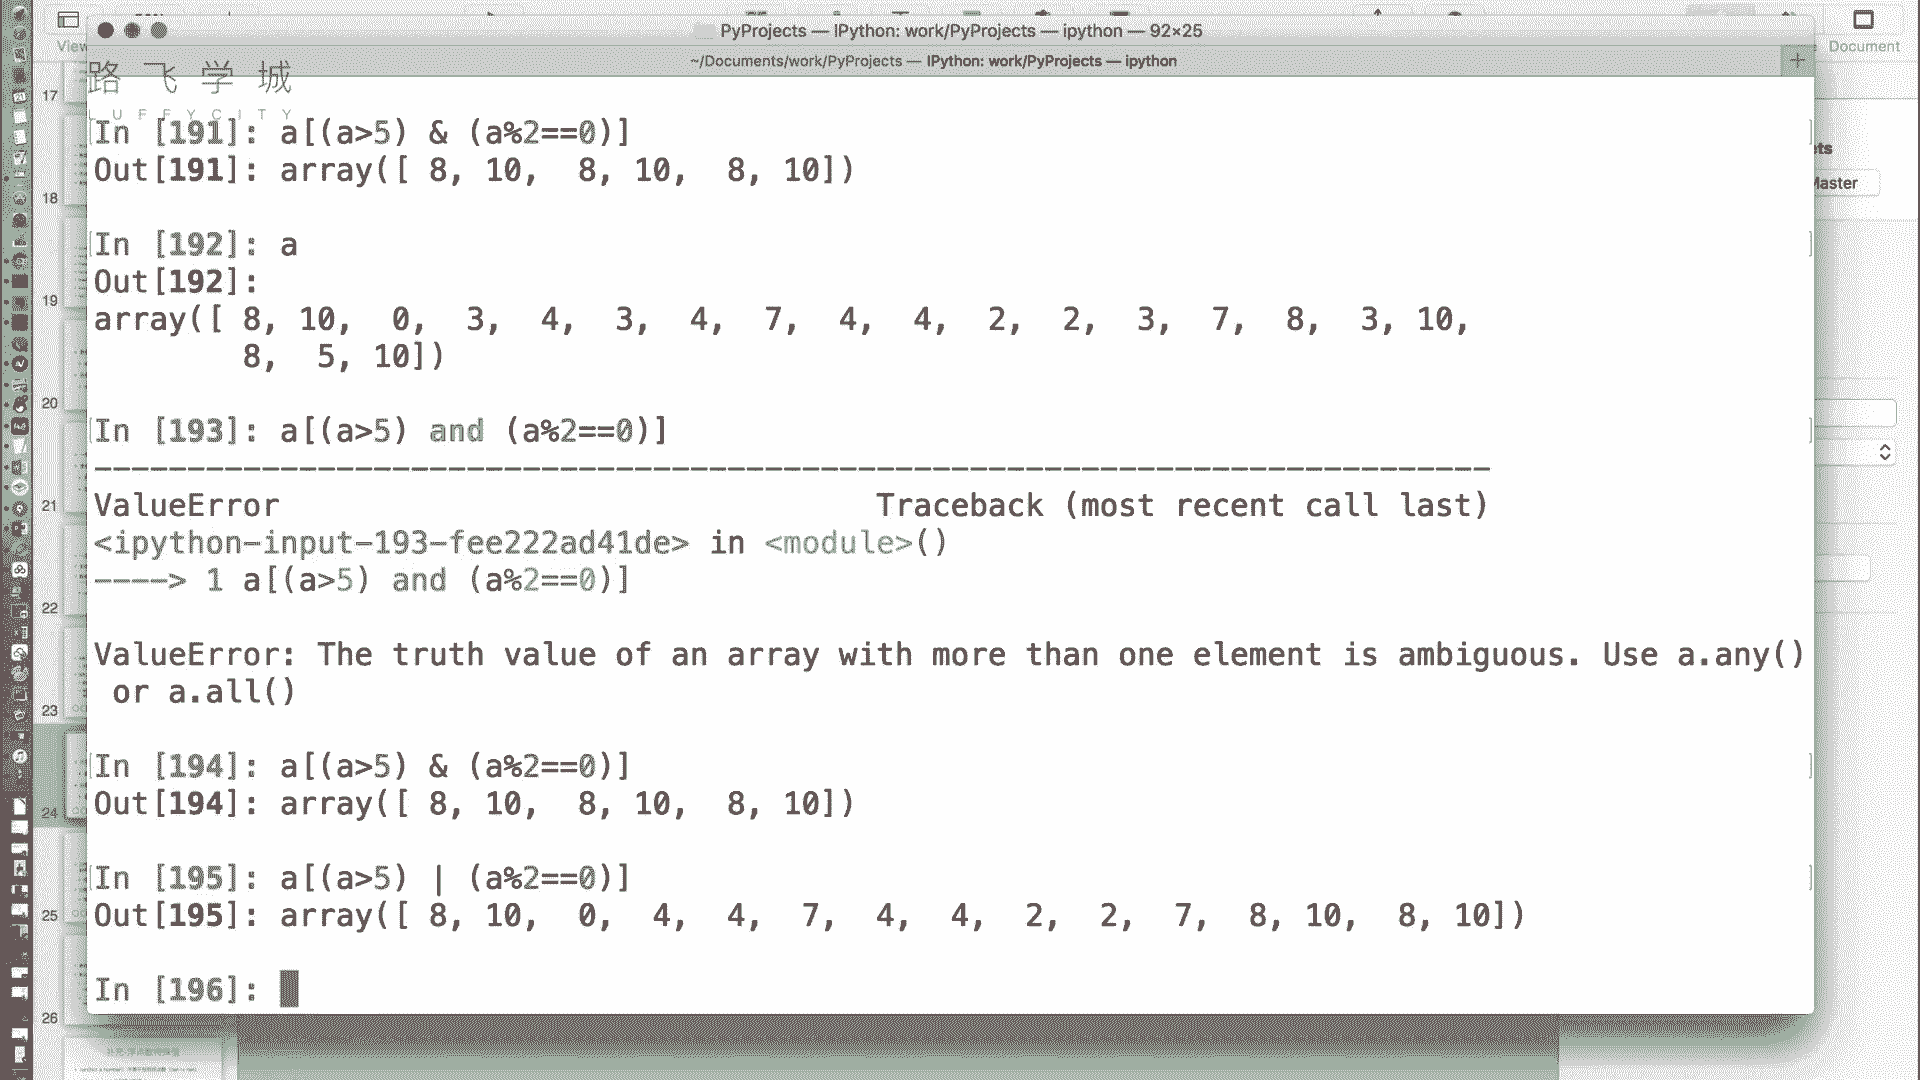 PyProjects — IPython: work/PyProjects — ipython — 92×25
View
Document
~/Documents/work/PyProjects — IPython: work/PyProjects — ipython
+
路飞学城
LUFFYCITY
In [191]: a[(a>5) & (a%2==0)]
Out[191]: array([ 8, 10,  8, 10,  8, 10])
In [192]: a
Out[192]:
array([ 8, 10,  0,  3,  4,  3,  4,  7,  4,  4,  2,  2,  3,  7,  8,  3, 10,
        8,  5, 10])
In [193]: a[(a>5) and (a%2==0)]
---------------------------------------------------------------------------
ValueError                                Traceback (most recent call last)
<ipython-input-193-fee222ad41de> in <module>()
----> 1 a[(a>5) and (a%2==0)]
ValueError: The truth value of an array with more than one element is ambiguous. Use a.any()
 or a.all()
In [194]: a[(a>5) & (a%2==0)]
Out[194]: array([ 8, 10,  8, 10,  8, 10])
In [195]: a[(a>5) | (a%2==0)]
Out[195]: array([ 8, 10,  0,  4,  4,  7,  4,  4,  2,  2,  7,  8, 10,  8, 10])
In [196]:
17
18
19
20
21
22
23
24
25
26
Master